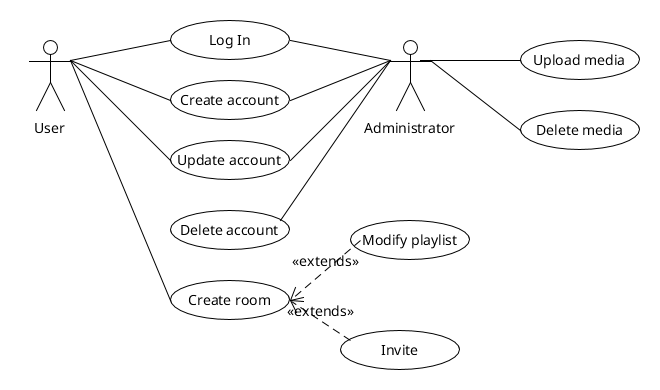 Log In
Upload media
Create account
User
Administrator
Delete media
Update account
Delete account
Modify playlist
«extends»
Create room
«extends»
Invite